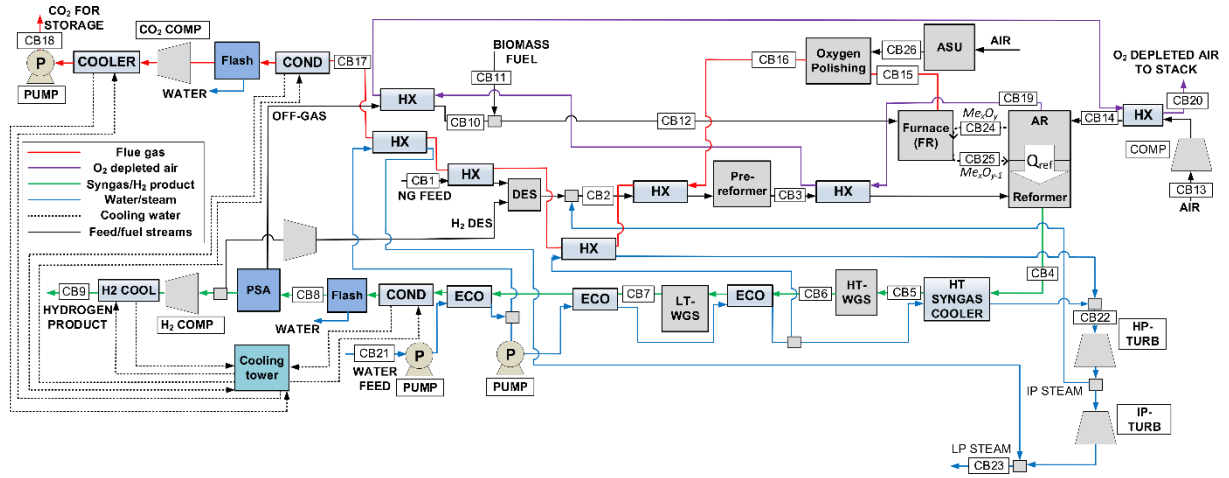 CO₂ FOR
STORAGE
CB18
CO₂ COMP
P
PUMP
COOLER
Flash
WATER
COND
CB17
OFF-GAS
HX
CB10
BIOMASS
FUEL
CB11
CB12
CB16
Oxygen
Polishing
CB26
CB15
ASU
AIR
O₂ DEPLETED AIR
TO STACK
CB20
CB19
HX
CB14
COMP
CB13
AIR
Furnace
(FR)
MeₓOᵧ
CB24
CB25
MeₓOᵧ₋₁
AR
Qref
Reformer
Flue gas
O₂ depleted air
Syngas/H₂ product
Water/steam
Cooling water
Feed/fuel streams
HX
CB1
NG FEED
HX
DES
H₂ DES
CB2
HX
Pre-
reformer
CB3
HX
HX
CB4
CB9
HYDROGEN
PRODUCT
H2 COOL
H₂ COMP
PSA
CB8
Flash
WATER
COND
ECO
ECO
CB7
LT-
WGS
ECO
CB6
HT-
WGS
CB5
HT
SYNGAS
COOLER
CB22
HP-
TURB
CB21
WATER
FEED
P
PUMP
P
PUMP
Cooling
tower
IP STEAM
IP-
TURB
LP STEAM
CB23